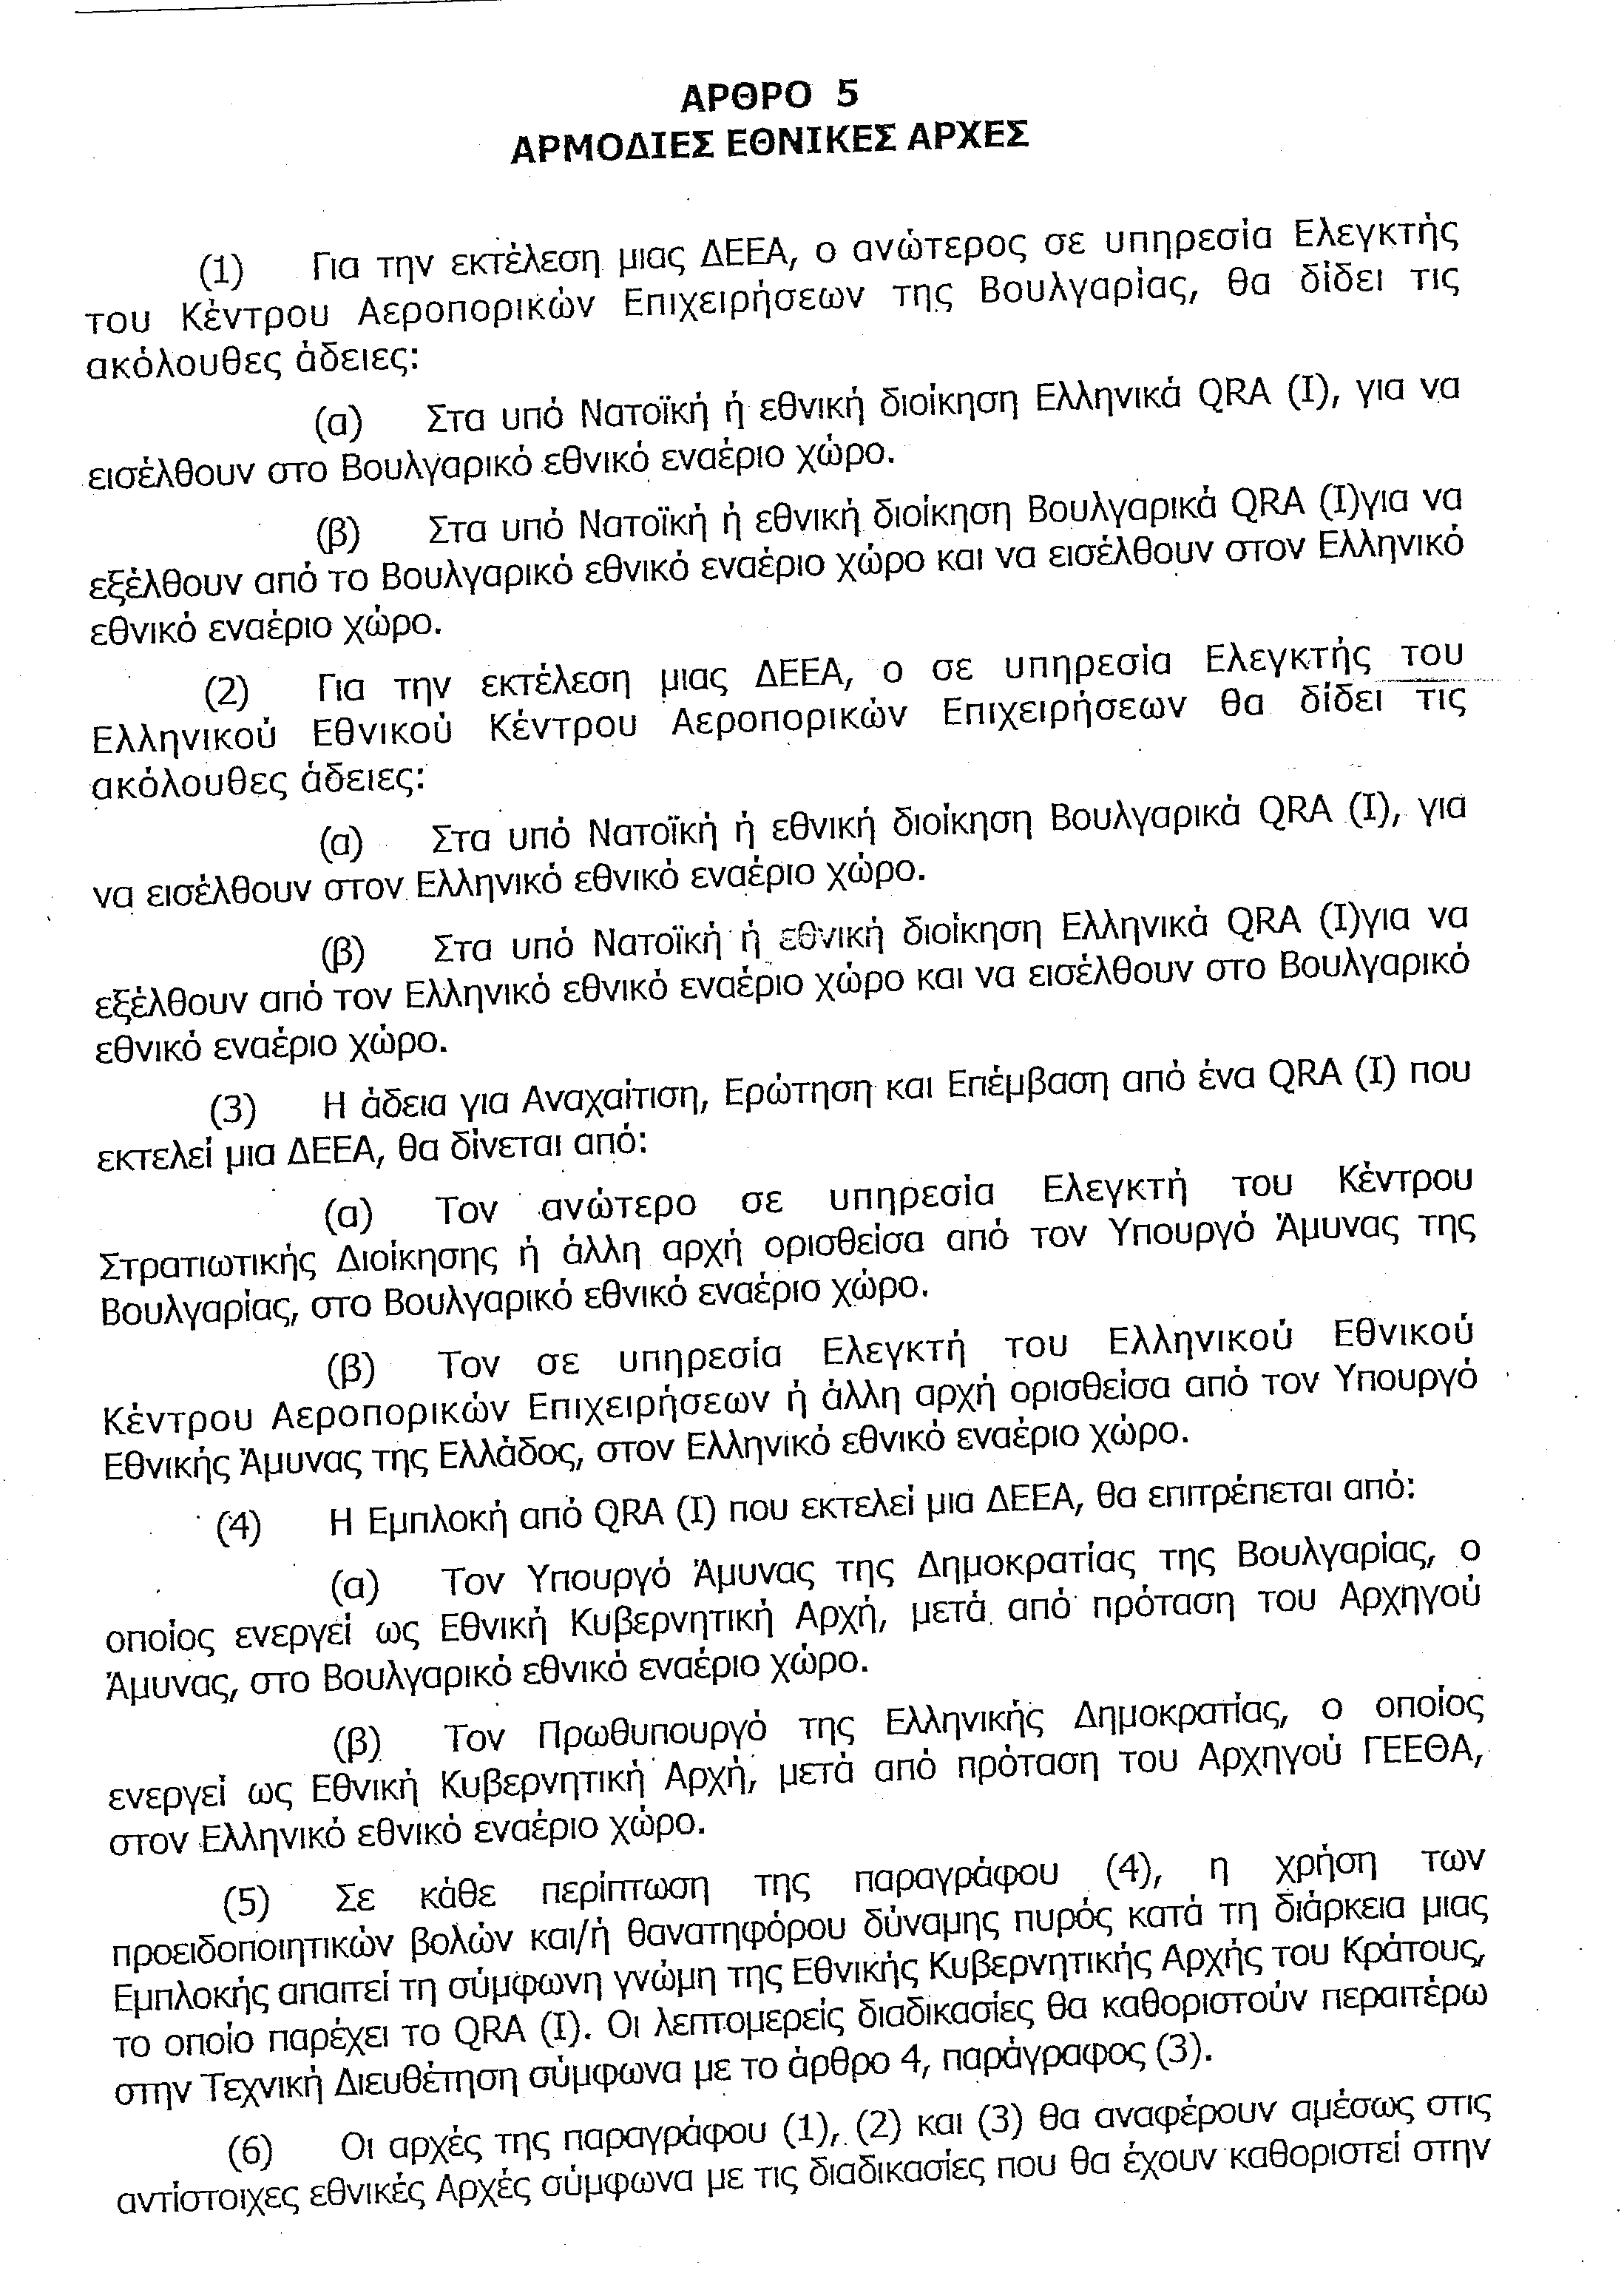 ΑΡΘΡΟ 5
ΑΡΜΟΔΙΕΣ ΕΘΝΙΚΕΣ ΑΡΧΕΣ
(1) Για την εκτέλεση μιας ΔΕΕΑ, ο ανώτερος σε υπηρεσία Ελεγκτής
του Κέντρου Αεροπορικών Επιχειρήσεων της Βουλγαρίας, θα δίδει τις
ακόλουθες άδειες:
(α) Στα υπό Νατοϊκή ή εθνική διοίκηση Ελληνικά QRA (I), για να
εισέλθουν στο Βουλγαρικό εθνικό εναέριο χώρο.
(β) Στα υπό Νατοϊκή ή εθνική διοίκηση Βουλγαρικά QRA (I)για να
εξέλθουν από το Βουλγαρικό εθνικό εναέριο χώρο και να εισέλθουν στον Ελληνικό
εθνικό εναέριο χώρο.
(2) Για την εκτέλεση μιας ΔΕΕΑ, ο σε υπηρεσία Ελεγκτής του
Ελληνικού Εθνικού Κέντρου Αεροπορικών Επιχειρήσεων θα δίδει τις
ακόλουθες άδειες:
(α) Στα υπό Νατοϊκή ή εθνική διοίκηση Βουλγαρικά QRA (I), για
να εισέλθουν στον Ελληνικό εθνικό εναέριο χώρο.
(β) Στα υπό Νατοϊκή ή εθνική διοίκηση Ελληνικά QRA (I)για να
εξέλθουν από τον Ελληνικό εθνικό εναέριο χώρο και να εισέλθουν στο Βουλγαρικό
εθνικό εναέριο χώρο.
(3) Η άδεια για Αναχαίτιση, Ερώτηση και Επέμβαση από ένα QRA (I) που
εκτελεί μια ΔΕΕΑ, θα δίνεται από:
(α) Τον ανώτερο σε υπηρεσία Ελεγκτή του Κέντρου
Στρατιωτικής Διοίκησης ή άλλη αρχή ορισθείσα από τον Υπουργό Άμυνας της
Βουλγαρίας, στο Βουλγαρικό εθνικό εναέριο χώρο.
(β) Τον σε υπηρεσία Ελεγκτή του Ελληνικού Εθνικού
Κέντρου Αεροπορικών Επιχειρήσεων ή άλλη αρχή ορισθείσα από τον Υπουργό
Εθνικής Άμυνας της Ελλάδος, στον Ελληνικό εθνικό εναέριο χώρο.
(4) Η Εμπλοκή από QRA (I) που εκτελεί μια ΔΕΕΑ, θα επιτρέπεται από:
(α) Τον Υπουργό Άμυνας της Δημοκρατίας της Βουλγαρίας, ο
οποίος ενεργεί ως Εθνική Κυβερνητική Αρχή, μετά από πρόταση του Αρχηγού
Άμυνας, στο Βουλγαρικό εθνικό εναέριο χώρο.
(β) Τον Πρωθυπουργό της Ελληνικής Δημοκρατίας, ο οποίος
ενεργεί ως Εθνική Κυβερνητική Αρχή, μετά από πρόταση του Αρχηγού ΓΕΕΘΑ,
στον Ελληνικό εθνικό εναέριο χώρο.
(5) Σε κάθε περίπτωση της παραγράφου (4), η χρήση των
προειδοποιητικών βολών και/ή θανατηφόρου δύναμης πυρός κατά τη διάρκεια μιας
Εμπλοκής απαιτεί τη σύμφωνη γνώμη της Εθνικής Κυβερνητικής Αρχής του Κράτους,
το οποίο παρέχει το QRA (I). Οι λεπτομερείς διαδικασίες θα καθοριστούν περαιτέρω
στην Τεχνική Διευθέτηση σύμφωνα με το άρθρο 4, παράγραφος (3).
(6) Οι αρχές της παραγράφου (1), (2) και (3) θα αναφέρουν αμέσως στις
αντίστοιχες εθνικές Αρχές σύμφωνα με τις διαδικασίες που θα έχουν καθοριστεί στην